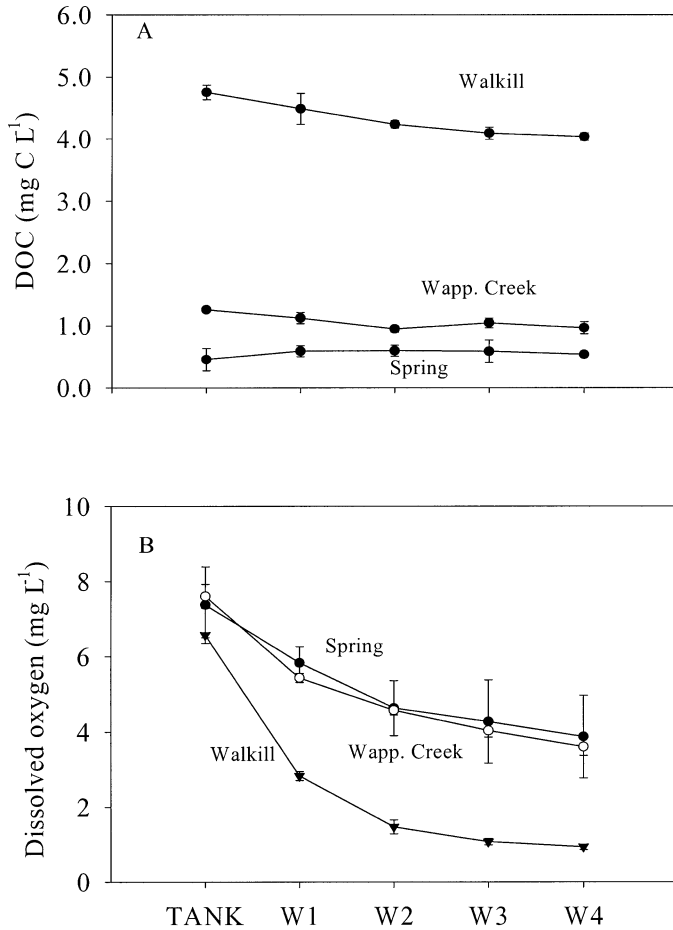 6.0
A
5.0
Walkill
4.0
DOC (mg C L-1)
3.0
2.0
Wapp. Creek
1.0
Spring
0.0
10
B
8
Spring
6
Dissolved oxygen (mg L-1)
4
Walkill
Wapp. Creek
2
0
TANK W1 W2 W3 W4